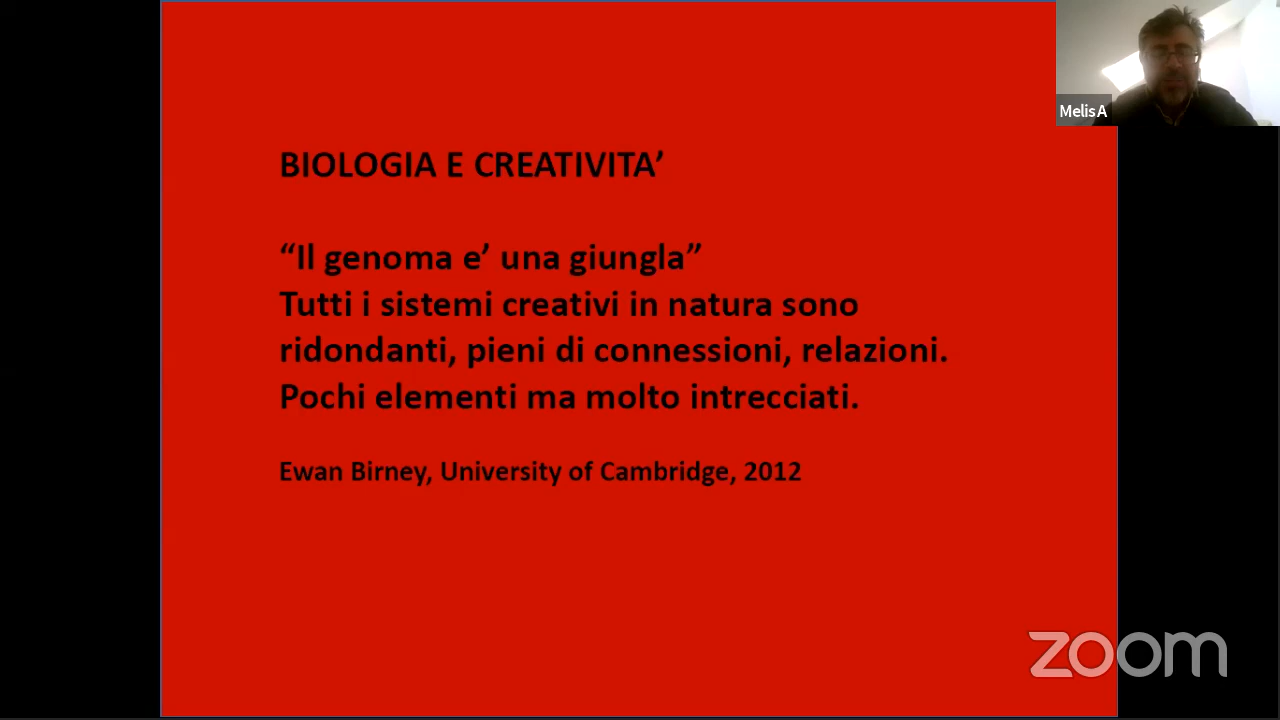 BIOLOGIA E CREATIVITA’
“Il genoma e’ una giungla”
Tutti i sistemi creativi in natura sono
ridondanti, pieni di connessioni, relazioni.
Pochi elementi ma molto intrecciati.
Ewan Birney, University of Cambridge, 2012
Melis A
zoom